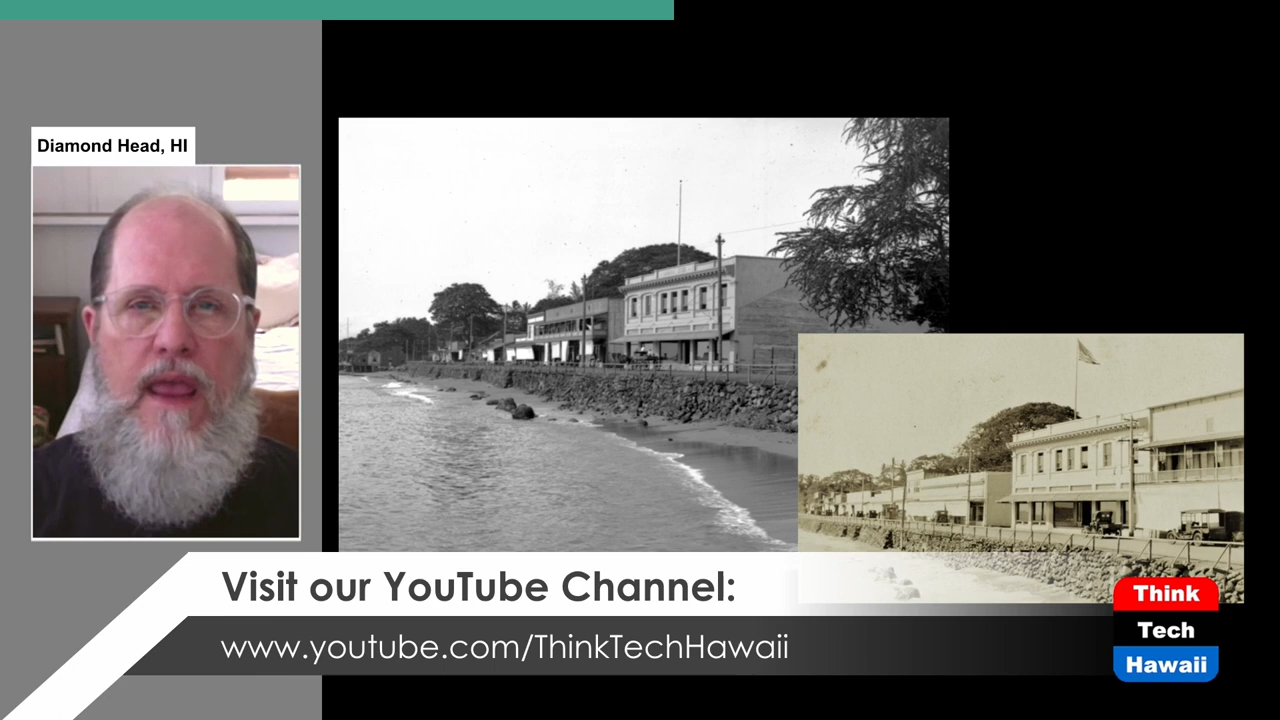 Diamond Head, HI
Visit our YouTube Channel:
www.youtube.com/ThinkTechHawaii
Think
Tech
Hawaii